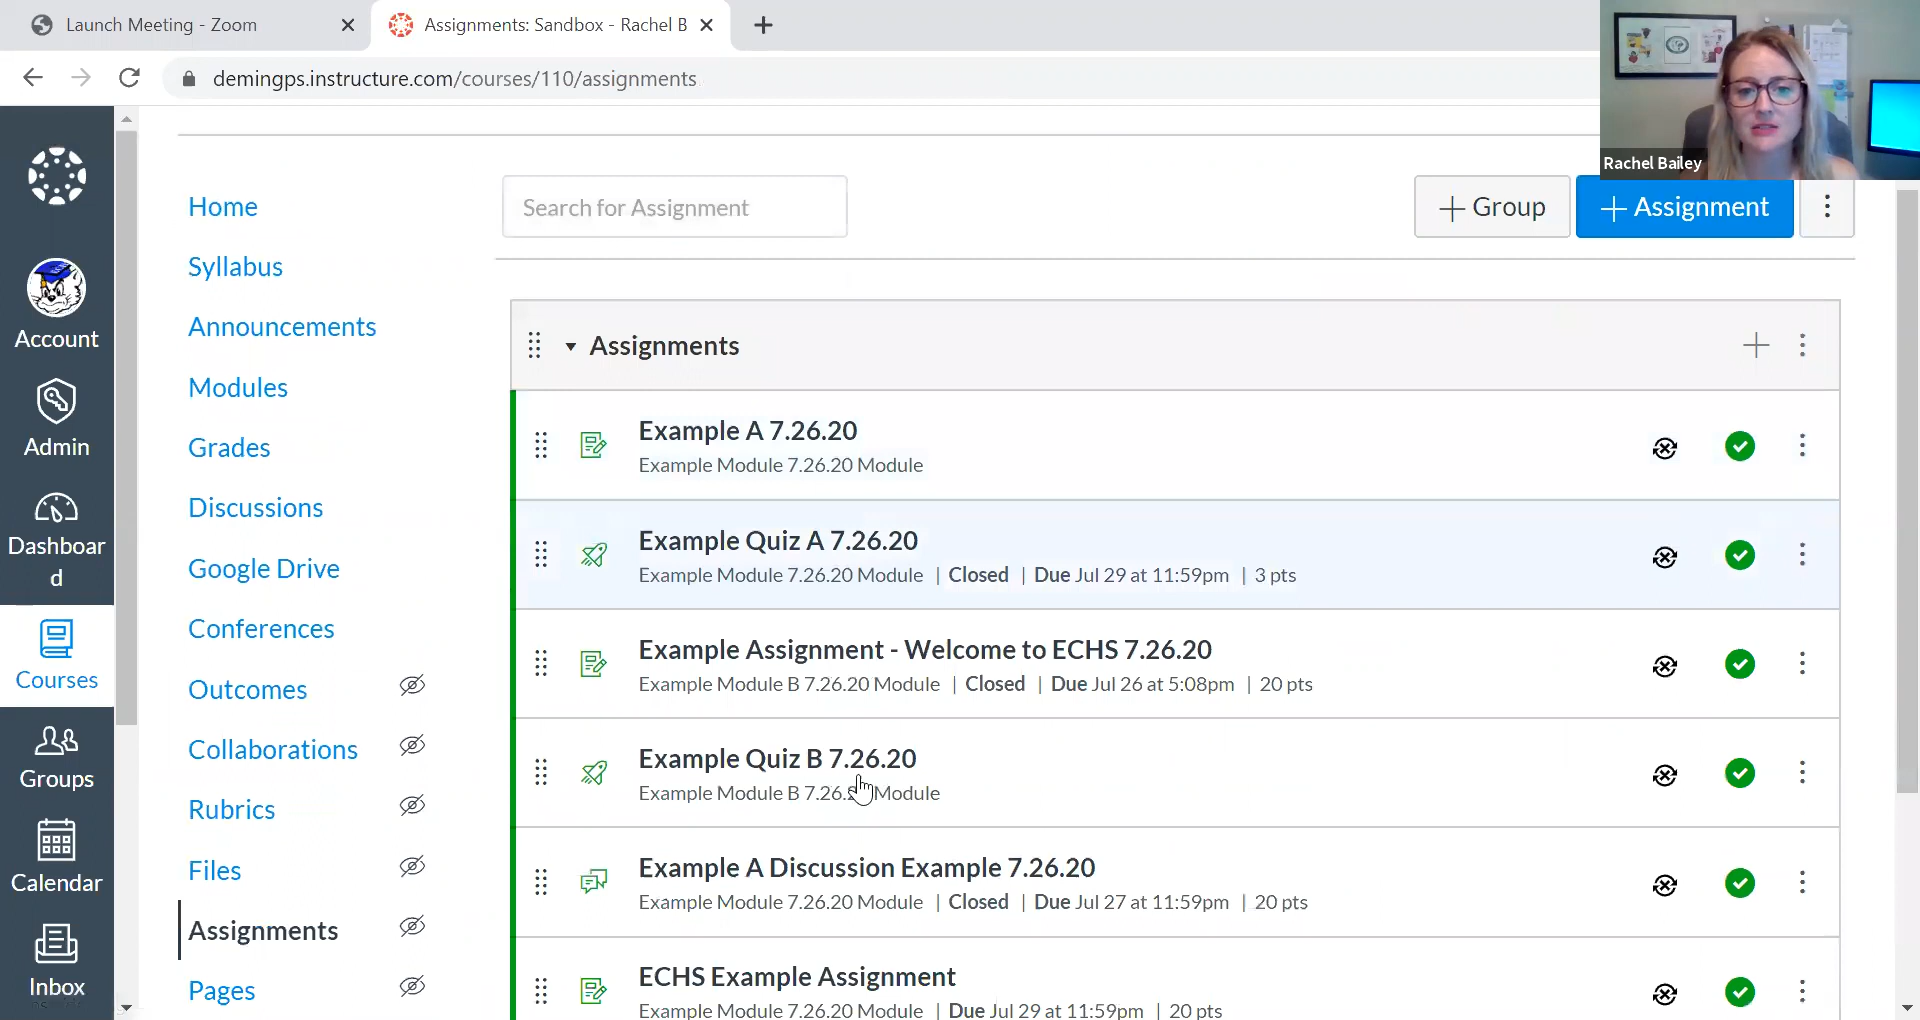 Launch Meeting - Zoom
Assignments: Sandbox - Rachel B
demingps.instructure.com/courses/110/assignments
Rachel Bailey
Account
Admin
Dashboar
d
Courses
Groups
Calendar
Inbox
Home
Syllabus
Announcements
Modules
Grades
Discussions
Google Drive
Conferences
Outcomes
Collaborations
Rubrics
Files
Assignments
Pages
Search for Assignment
+ Group
+ Assignment
Assignments
Example A 7.26.20
Example Module 7.26.20 Module
Example Quiz A 7.26.20
Example Module 7.26.20 Module | Closed | Due Jul 29 at 11:59pm | 3 pts
Example Assignment - Welcome to ECHS 7.26.20
Example Module B 7.26.20 Module | Closed | Due Jul 26 at 5:08pm | 20 pts
Example Quiz B 7.26.20
Example Module B 7.26.2 Module
Example A Discussion Example 7.26.20
Example Module 7.26.20 Module | Closed | Due Jul 27 at 11:59pm | 20 pts
ECHS Example Assignment
Example Module 7.26.20 Module | Due Jul 29 at 11:59pm | 20 pts